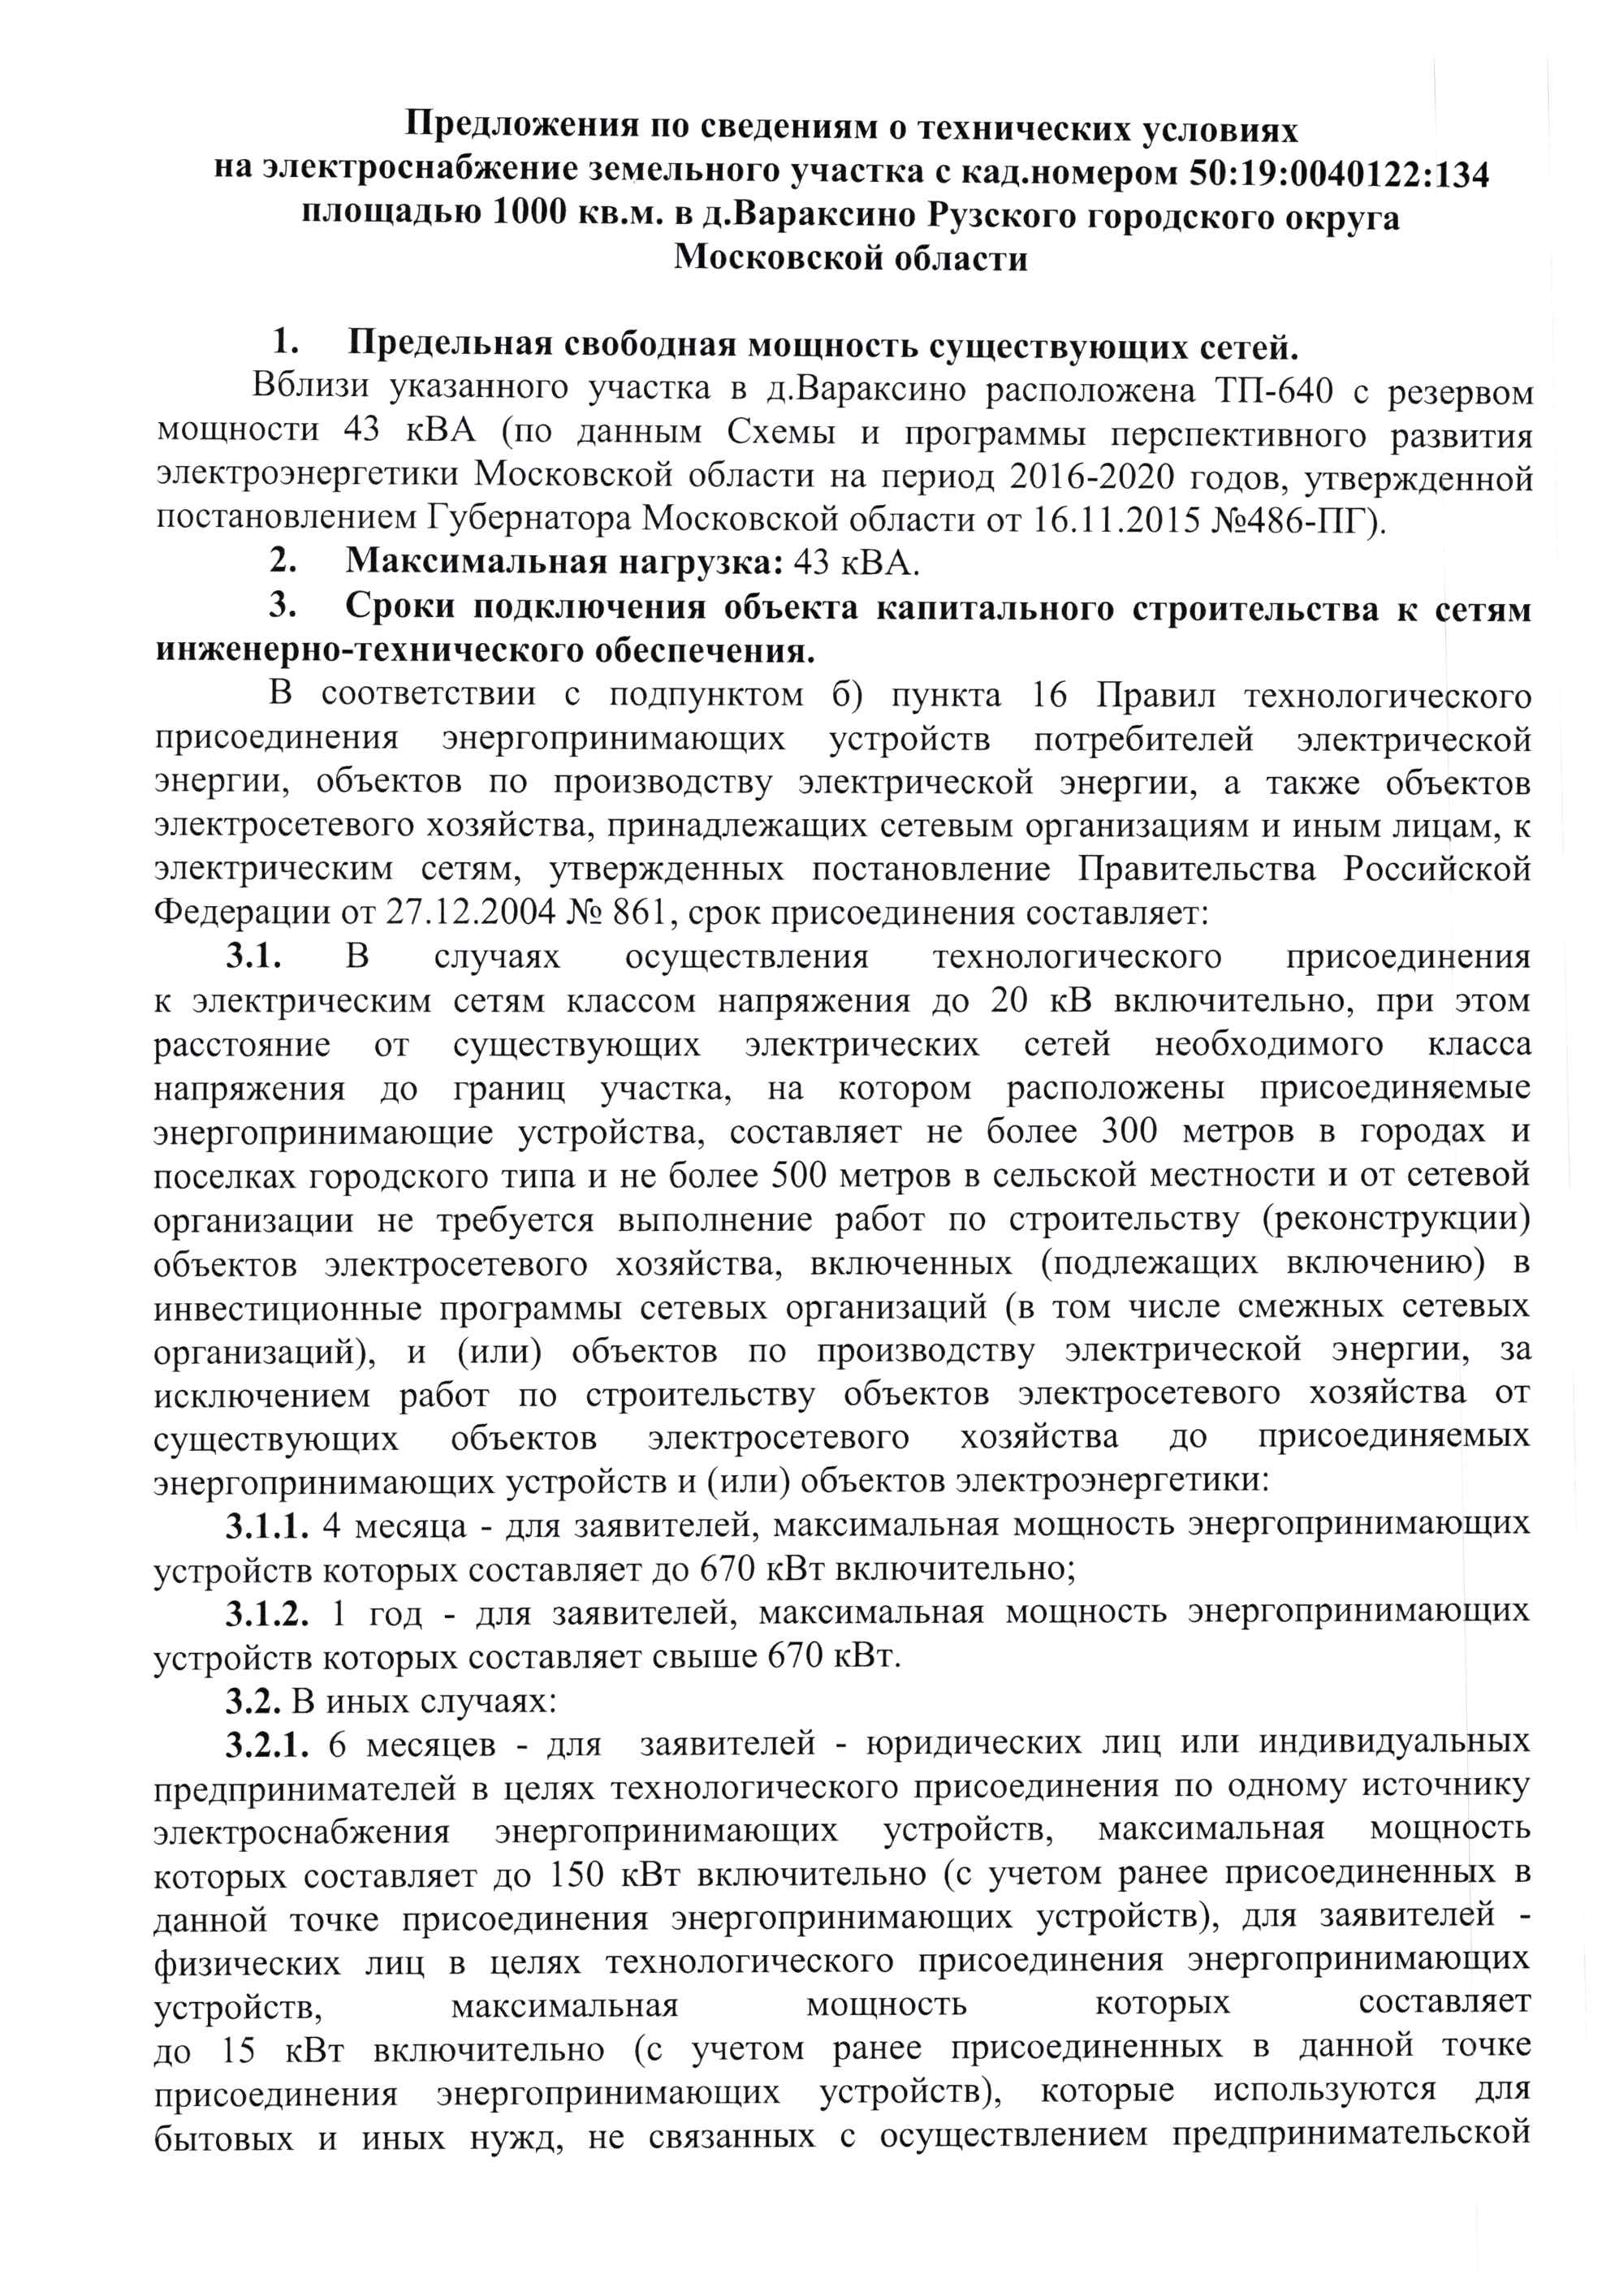 Предложения по сведениям о технических условиях
на электроснабжение земельного участка с кад.номером 50:19:0040122:134
площадью 1000 кв.м. в д.Вараксино Рузского городского округа
Московской области
1. Предельная свободная мощность существующих сетей.
Вблизи указанного участка в д.Вараксино расположена ТП-640 с резервом
мощности 43 кВА (по данным Схемы и программы перспективного развития
электроэнергетики Московской области на период 2016-2020 годов, утвержденной
постановлением Губернатора Московской области от 16.11.2015 №486-ПГ).
2. Максимальная нагрузка: 43 кВА.
3. Сроки подключения объекта капитального строительства к сетям
инженерно-технического обеспечения.
В соответствии с подпунктом б) пункта 16 Правил технологического
присоединения энергопринимающих устройств потребителей электрической
энергии, объектов по производству электрической энергии, а также объектов
электросетевого хозяйства, принадлежащих сетевым организациям и иным лицам, к
электрическим сетям, утвержденных постановление Правительства Российской
Федерации от 27.12.2004 № 861, срок присоединения составляет:
3.1. В случаях осуществления технологического присоединения
к электрическим сетям классом напряжения до 20 кВ включительно, при этом
расстояние от существующих электрических сетей необходимого класса
напряжения до границ участка, на котором расположены присоединяемые
энергопринимающие устройства, составляет не более 300 метров в городах и
поселках городского типа и не более 500 метров в сельской местности и от сетевой
организации не требуется выполнение работ по строительству (реконструкции)
объектов электросетевого хозяйства, включенных (подлежащих включению) в
инвестиционные программы сетевых организаций (в том числе смежных сетевых
организаций), и (или) объектов по производству электрической энергии, за
исключением работ по строительству объектов электросетевого хозяйства от
существующих объектов электросетевого хозяйства до присоединяемых
энергопринимающих устройств и (или) объектов электроэнергетики:
3.1.1. 4 месяца - для заявителей, максимальная мощность энергопринимающих
устройств которых составляет до 670 кВт включительно;
3.1.2. 1 год - для заявителей, максимальная мощность энергопринимающих
устройств которых составляет свыше 670 кВт.
3.2. В иных случаях:
3.2.1. 6 месяцев - для заявителей - юридических лиц или индивидуальных
предпринимателей в целях технологического присоединения по одному источнику
электроснабжения энергопринимающих устройств, максимальная мощность
которых составляет до 150 кВт включительно (с учетом ранее присоединенных в
данной точке присоединения энергопринимающих устройств), для заявителей -
физических лиц в целях технологического присоединения энергопринимающих
устройств, максимальная мощность которых составляет
до 15 кВт включительно (с учетом ранее присоединенных в данной точке
присоединения энергопринимающих устройств), которые используются для
бытовых и иных нужд, не связанных с осуществлением предпринимательской